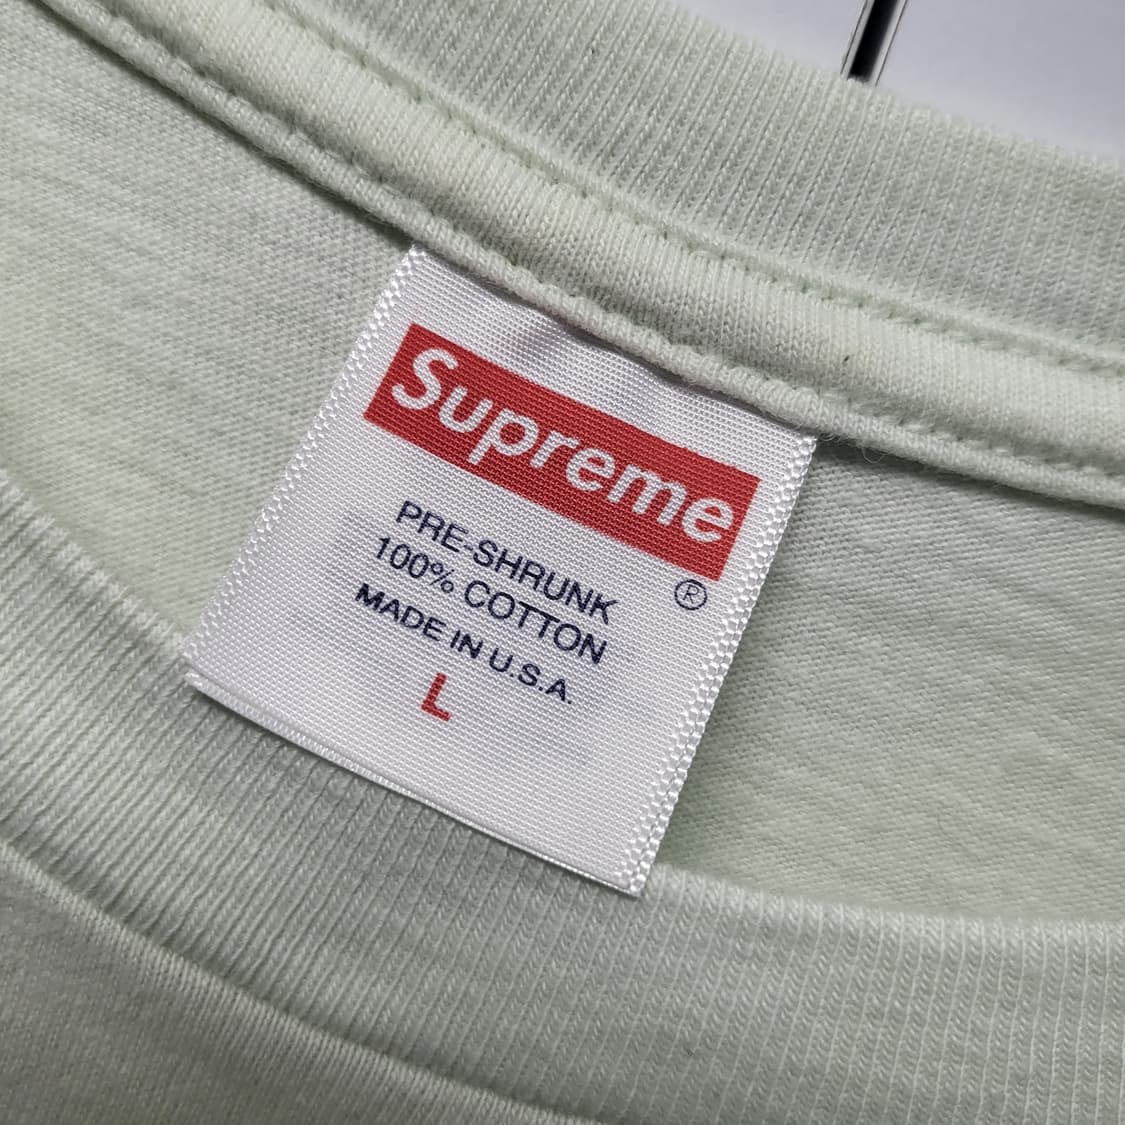 Supreme
®
PRE-SHRUNK
100% COTTON
MADE IN U.S.A.
L